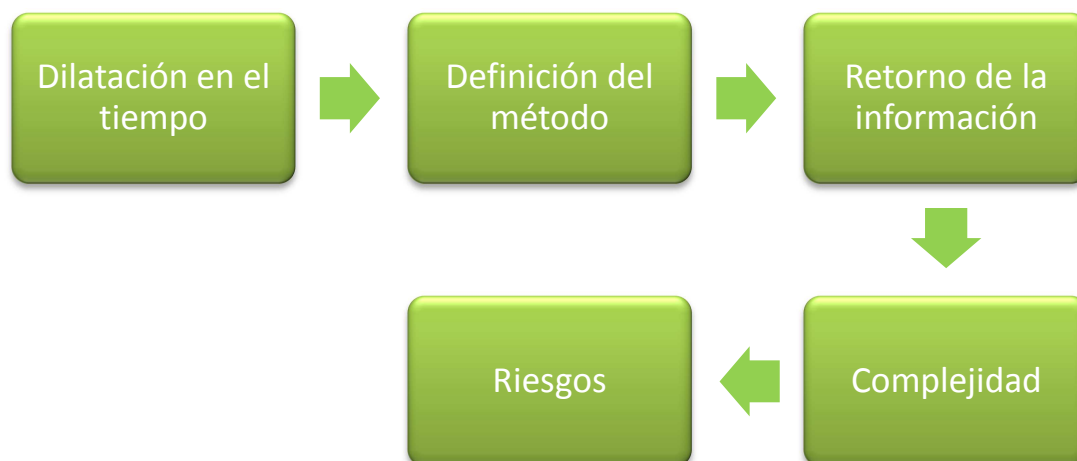 Dilatación en el
tiempo
Definición del
método
Retorno de la
información
Complejidad
Riesgos